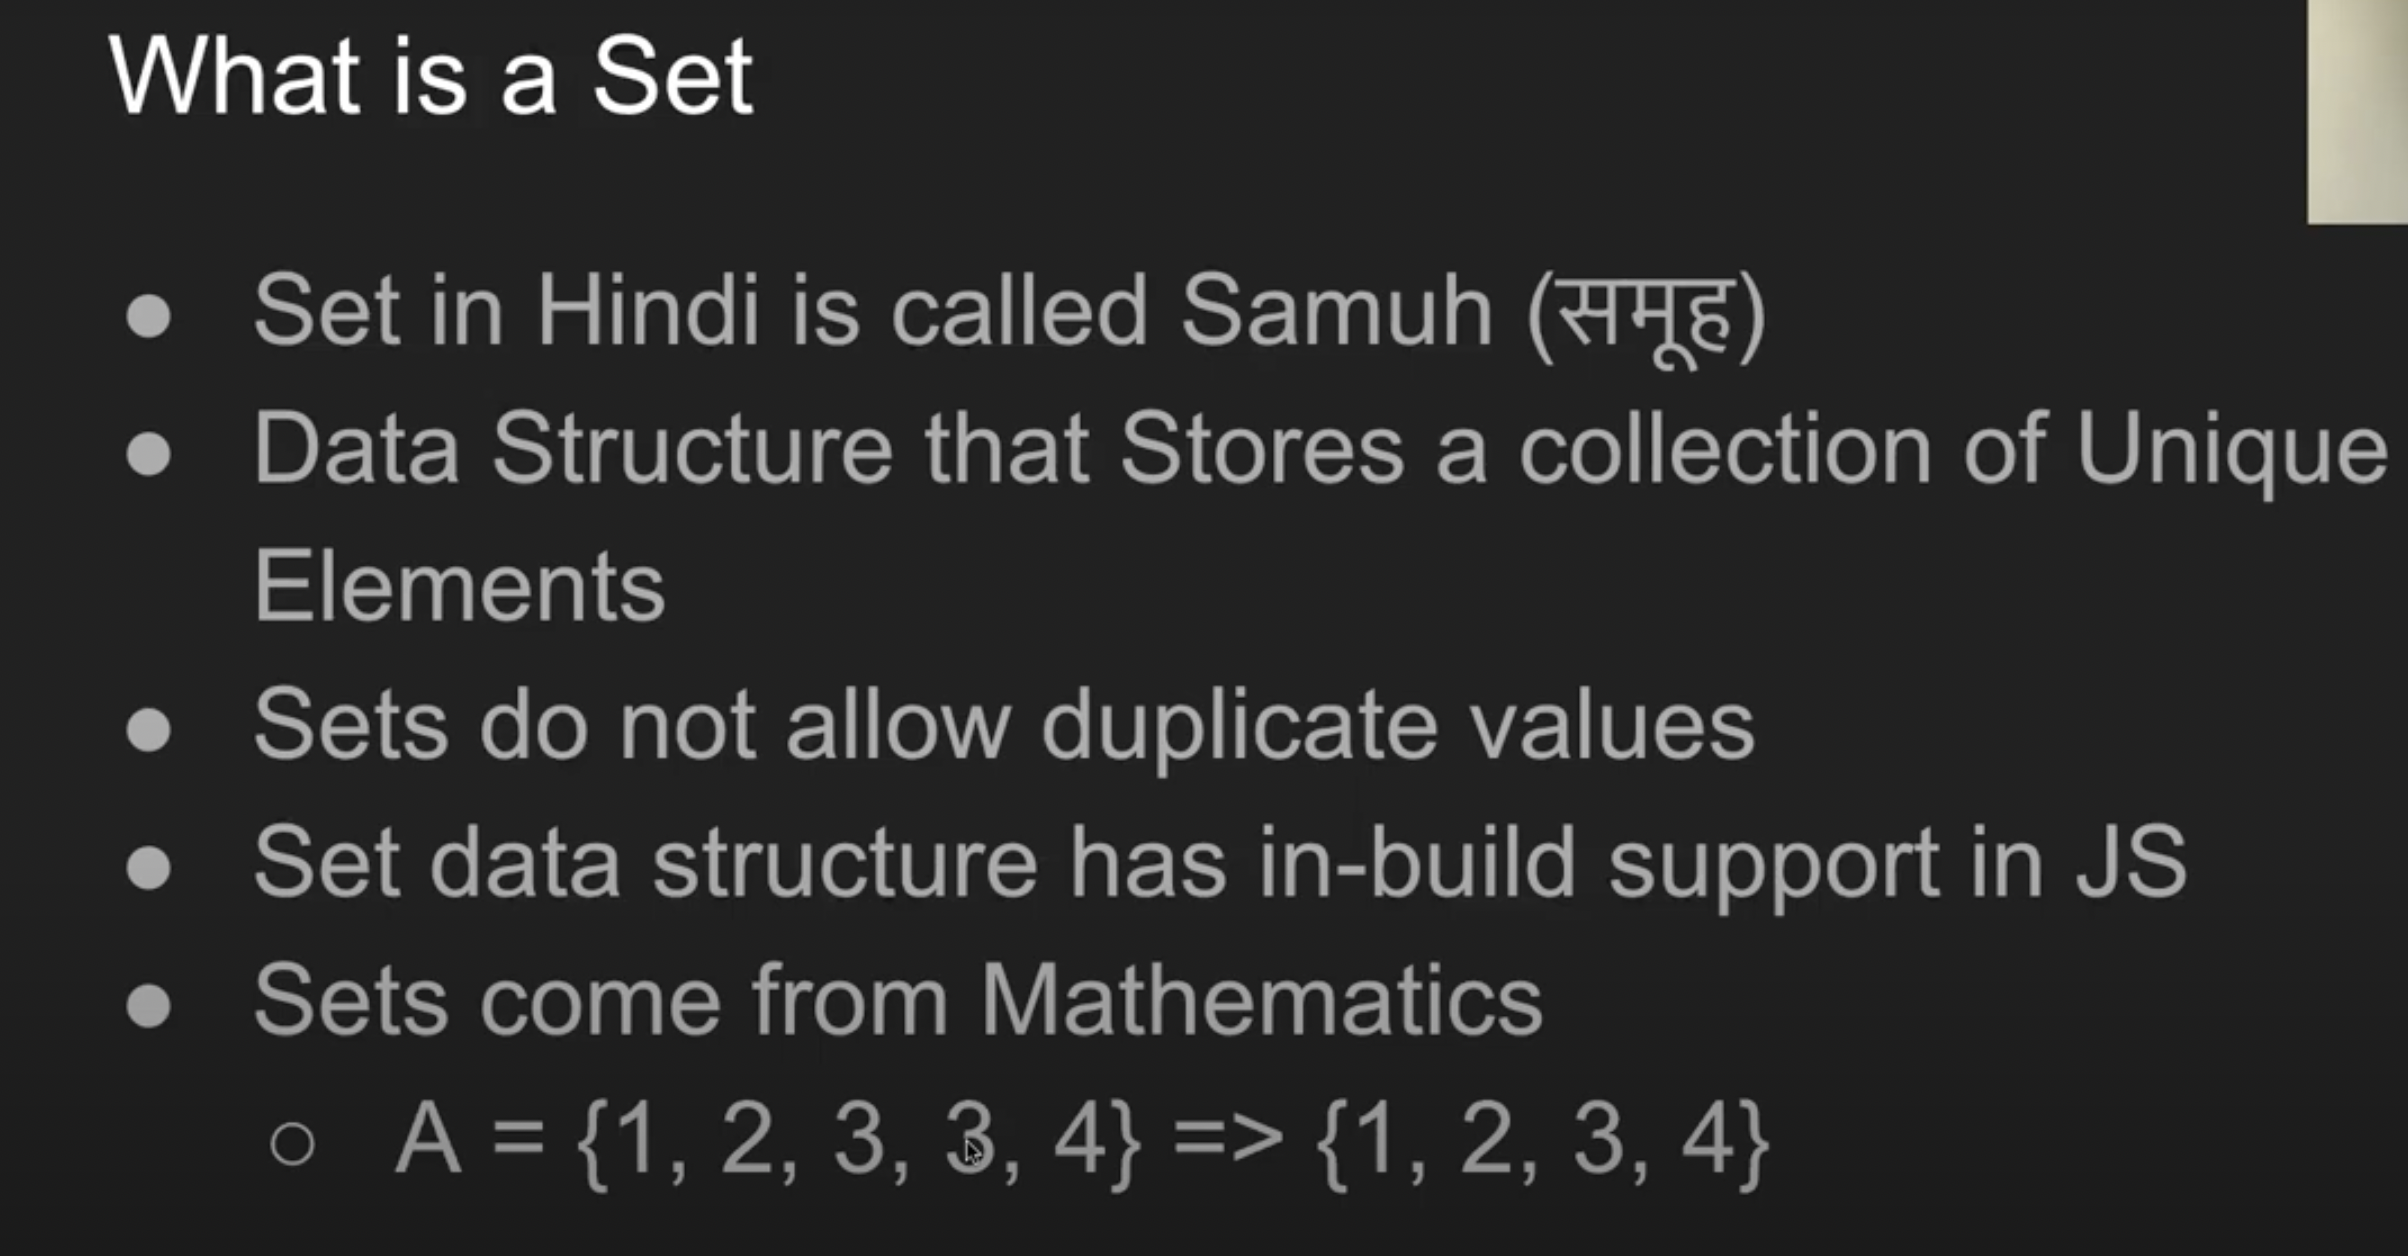 What is a Set
● Set in Hindi is called Samuh (समूह)
● Data Structure that Stores a collection of Unique
Elements
● Sets do not allow duplicate values
● Set data structure has in-build support in JS
● Sets come from Mathematics
○ A = {1, 2, 3, 3, 4} => {1, 2, 3, 4}